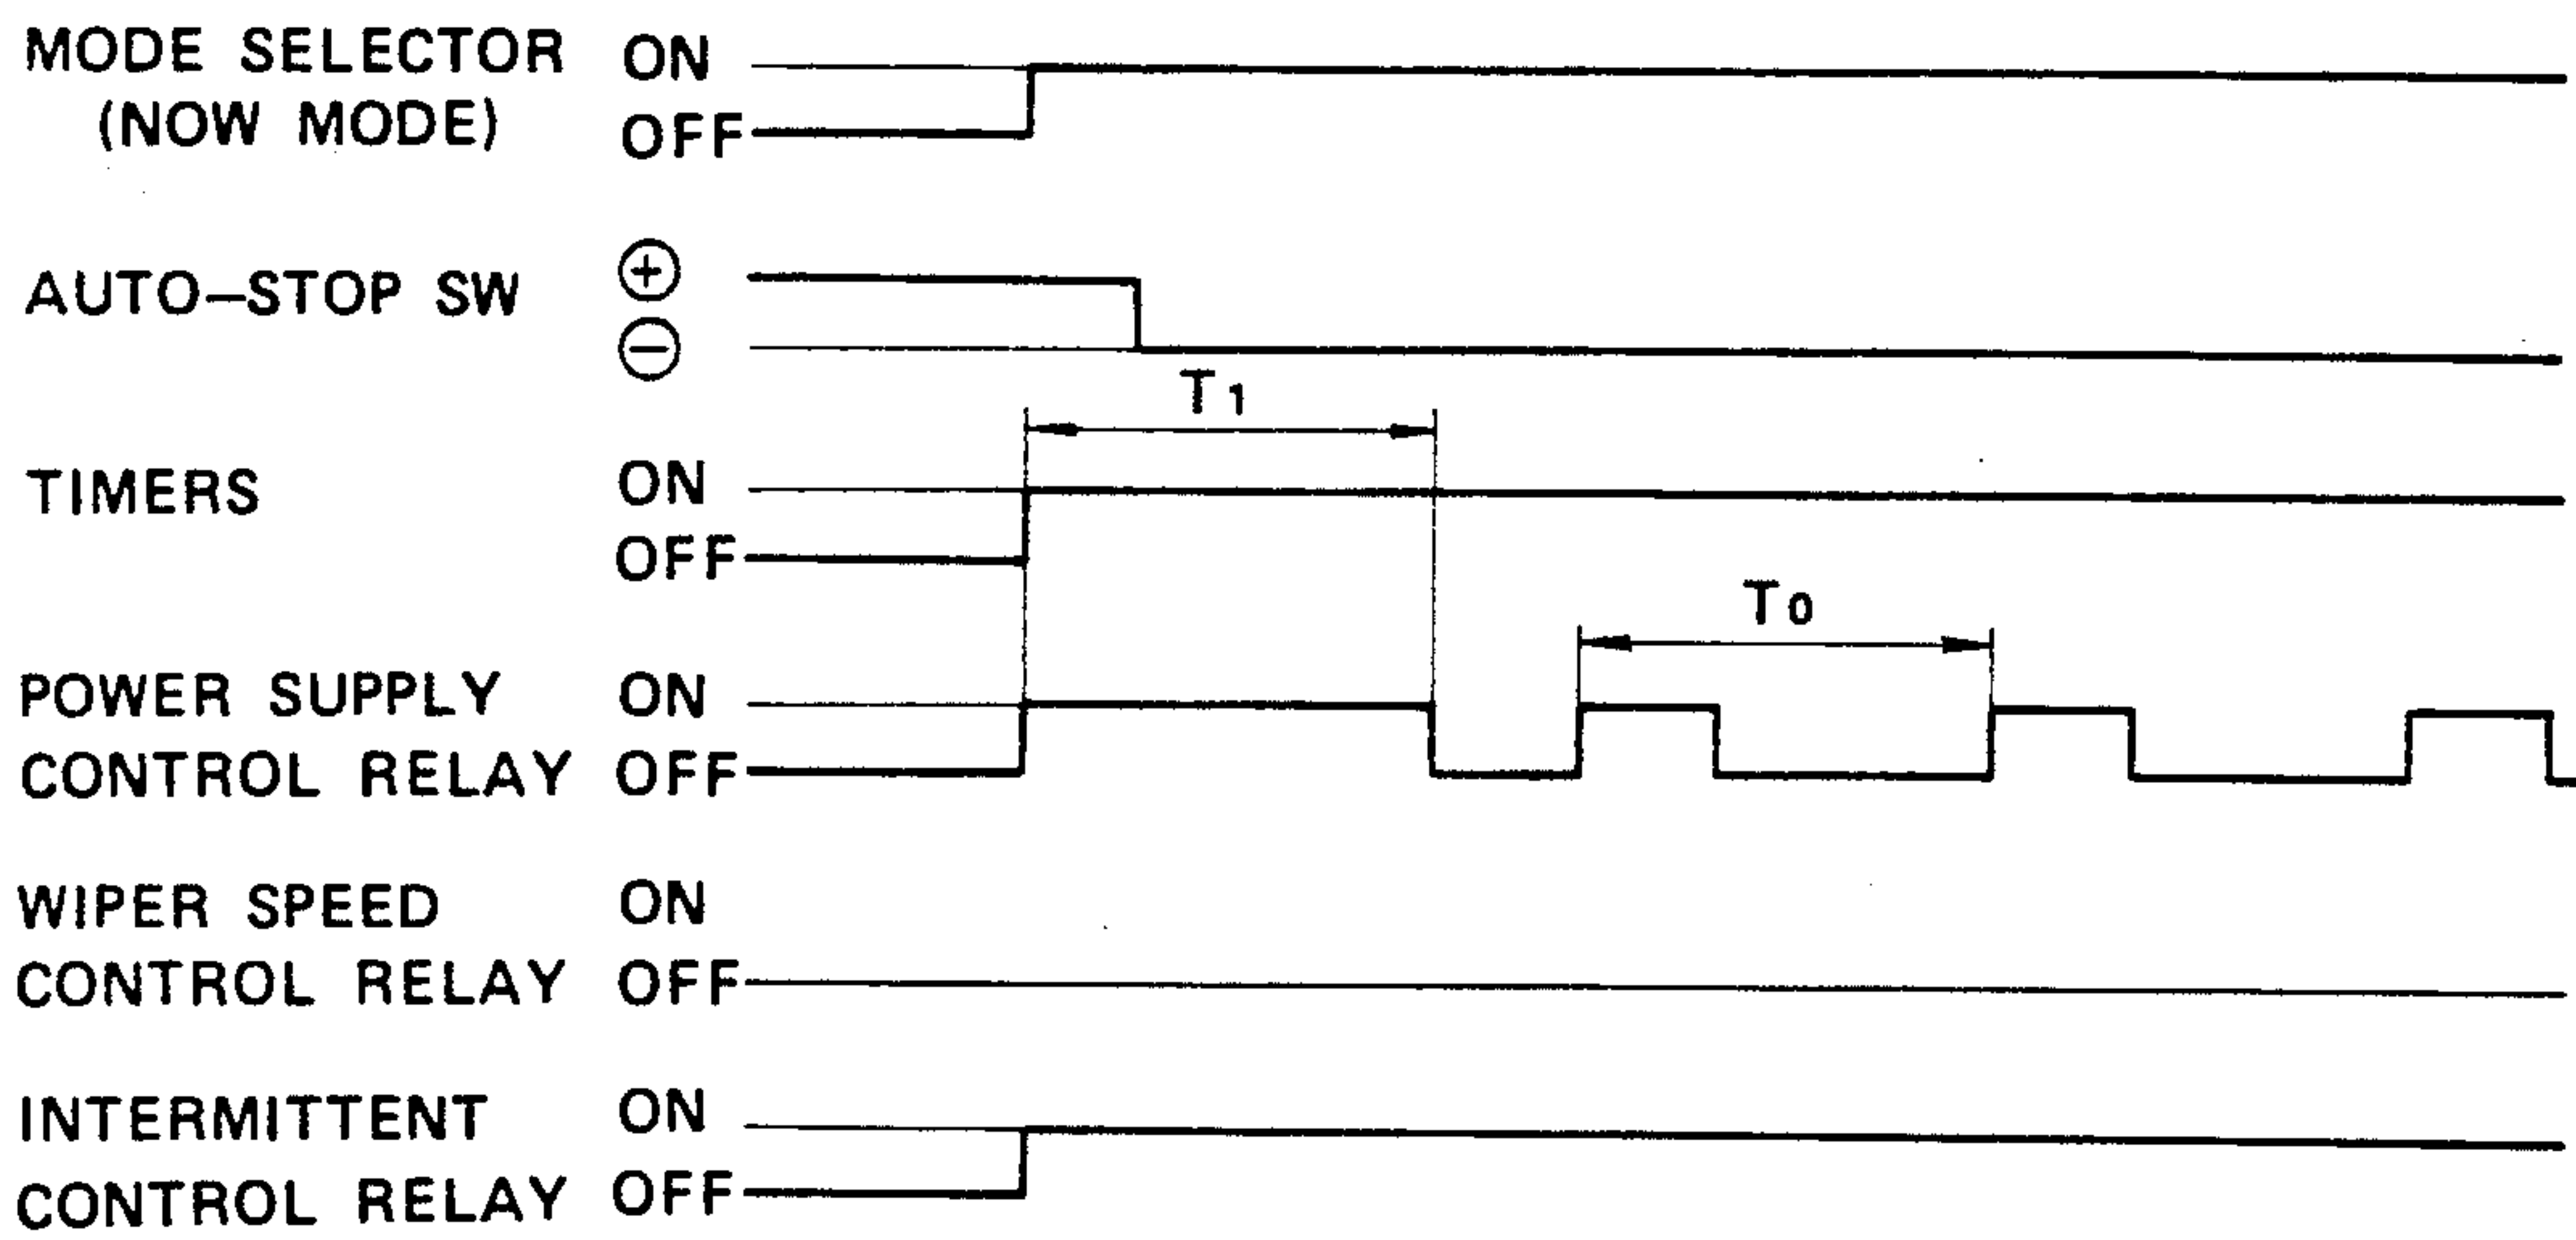 MODE SELECTOR ON
(NOW MODE) OFF
AUTO–STOP SW ⊕
⊖
T1
TIMERS ON
OFF
T0
POWER SUPPLY ON
CONTROL RELAY OFF
WIPER SPEED ON
CONTROL RELAY OFF
INTERMITTENT ON
CONTROL RELAY OFF